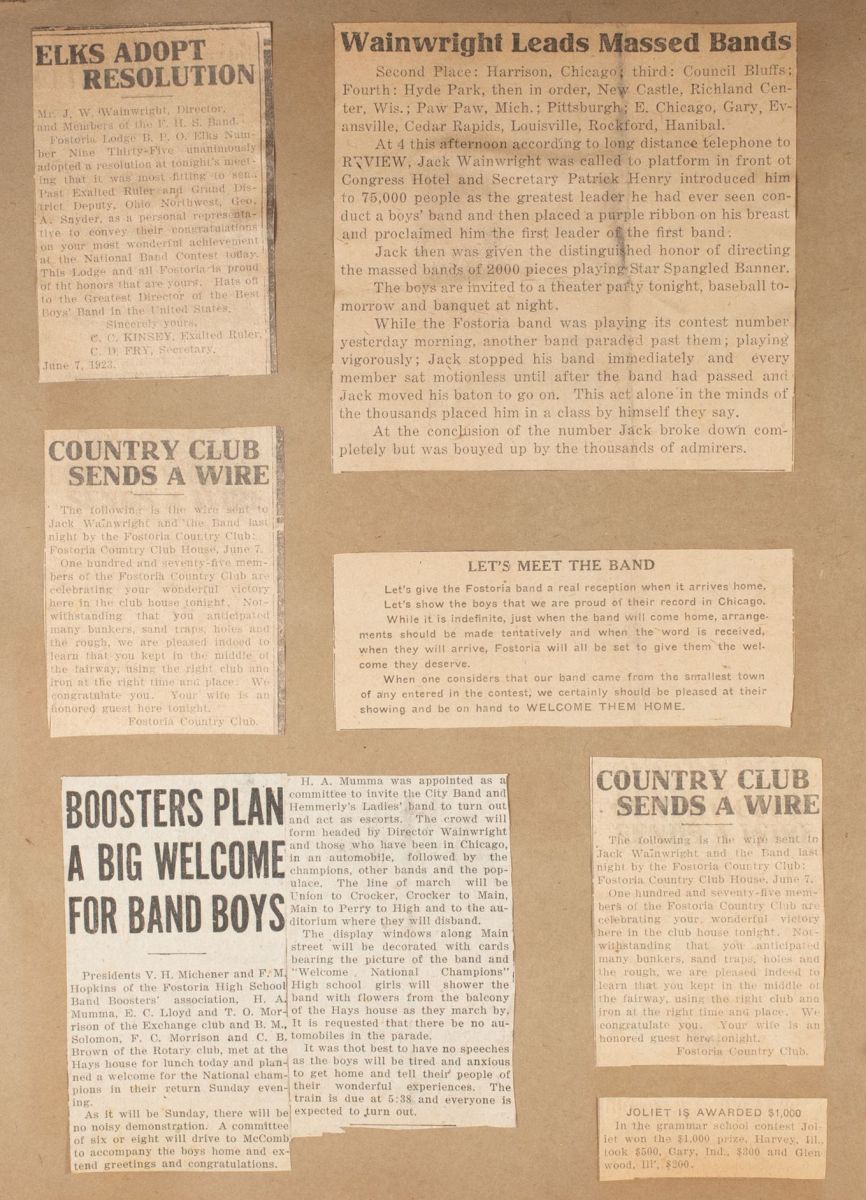 ELKS ADOPT
RESOLUTION
Mr. J. W. Wainwright, Director,
and Members of the F. H. S. Band.
Fostoria Lodge B. P. O. Elks Num-
ber Nine Thirty-Five unanimously
adopted a resolution at tonight's meet-
ing that it was most fitting to send
Past Exalted Ruler and Grand Dis-
trict Deputy, Ohio Northwest, Geo.
A. Snyder, as a personal representa-
tive to convey their congratulations
on your most wonderful achievement
at the National Band Contest today.
This Lodge and all Fostoria is proud
of tht honors that are yours. Hats off
to the Greatest Director of the Best
Boys' Band in the United States.
Sincerely yours,
C. C. KINSEY, Exalted Ruler,
C. D. FRY, Secretary.
June 7, 1923.
Wainwright Leads Massed Bands
Second Place: Harrison, Chicago; third: Council Bluffs;
Fourth: Hyde Park, then in order, New Castle, Richland Cen-
ter, Wis.; Paw Paw, Mich.; Pittsburgh; E. Chicago, Gary, Ev-
ansville, Cedar Rapids, Louisville, Rockford, Hanibal.
At 4 this afternoon according to long distance telephone to
REVIEW, Jack Wainwright was called to platform in front of
Congress Hotel and Secretary Patrick Henry introduced him
to 75,000 people as the greatest leader he had ever seen con-
duct a boys' band and then placed a purple ribbon on his breast
and proclaimed him the first leader of the first band.
Jack then was given the distinguished honor of directing
the massed bands of 2000 pieces playing Star Spangled Banner.
The boys are invited to a theater party tonight, baseball to-
morrow and banquet at night.
While the Fostoria band was playing its contest number
yesterday morning, another band paraded past them; playing
vigorously; Jack stopped his band immediately and every
member sat motionless until after the band had passed and
Jack moved his baton to go on. This act alone in the minds of
the thousands placed him in a class by himself they say.
At the conclusion of the number Jack broke down com-
pletely but was bouyed up by the thousands of admirers.
COUNTRY CLUB
SENDS A WIRE
The following is the wire sent to
Jack Wainwright and the Band last
night by the Fostoria Country Club:
Fostoria Country Club House, June 7.
One hundred and seventy-five mem-
bers of the Fostoria Country Club are
celebrating your wonderful victory
here in the club house tonight. Not-
withstanding that you anticipated
many bunkers, sand traps, holes and
the rough, we are pleased indeed to
learn that you kept in the middle of
the fairway, using the right club and
iron at the right time and place. We
congratulate you. Your wife is an
honored guest here tonight.
Fostoria Country Club.
LET'S MEET THE BAND
Let's give the Fostoria band a real reception when it arrives home.
Let's show the boys that we are proud of their record in Chicago.
While it is indefinite, just when the band will come home, arrange-
ments should be made tentatively and when the word is received,
when they will arrive, Fostoria will all be set to give them the wel-
come they deserve.
When one considers that our band came from the smallest town
of any entered in the contest, we certainly should be pleased at their
showing and be on hand to WELCOME THEM HOME.
BOOSTERS PLAN
A BIG WELCOME
FOR BAND BOYS
Presidents V. H. Michener and F. M.
Hopkins of the Fostoria High School
Band Boosters' association, H. A.
Mumma, E. C. Lloyd and T. O. Mor-
rison of the Exchange club and B. M.
Solomon, F. C. Morrison and C. B.
Brown of the Rotary club, met at the
Hays house for lunch today and plan-
ned a welcome for the National cham-
pions in their return Sunday even-
ing.
As it will be Sunday, there will be
no noisy demonstration. A committee
of six or eight will drive to McComb
to accompany the boys home and ex-
tend greetings and congratulations.
H. A. Mumma was appointed as a
committee to invite the City Band and
Hemmerly's Ladies' band to turn out
and act as escorts. The crowd will
form headed by Director Wainwright
and those who have been in Chicago,
in an automobile, followed by the
champions, other bands and the pop-
ulace. The line of march will be
Union to Crocker, Crocker to Main,
Main to Perry to High and to the au-
ditorium where they will disband.
The display windows along Main
street will be decorated with cards
bearing the picture of the band and
"Welcome National Champions"
High school girls will shower the
band with flowers from the balcony
of the Hays house as they march by.
It is requested that there be no au-
tomobiles in the parade.
It was thot best to have no speeches
as the boys will be tired and anxious
to get home and tell their people of
their wonderful experiences. The
train is due at 5:38 and everyone is
expected to turn out.
COUNTRY CLUB
SENDS A WIRE
The following is the wire sent to
Jack Wainwright and the Band last
night by the Fostoria Country Club:
Fostoria Country Club House, June 7.
One hundred and seventy-five mem-
bers of the Fostoria Country Club are
celebrating your wonderful victory
here in the club house tonight. Not-
withstanding that you anticipated
many bunkers, sand traps, holes and
the rough, we are pleased indeed to
learn that you kept in the middle of
the fairway, using the right club and
iron at the right time and place. We
congratulate you. Your wife is an
honored guest here tonight.
Fostoria Country Club.
JOLIET IS AWARDED $1,000
In the grammar school contest Jol-
iet won the $1,000 prize, Harvey, Ill.,
took $500, Gary, Ind., $300 and Glen
wood, Ill', $200.